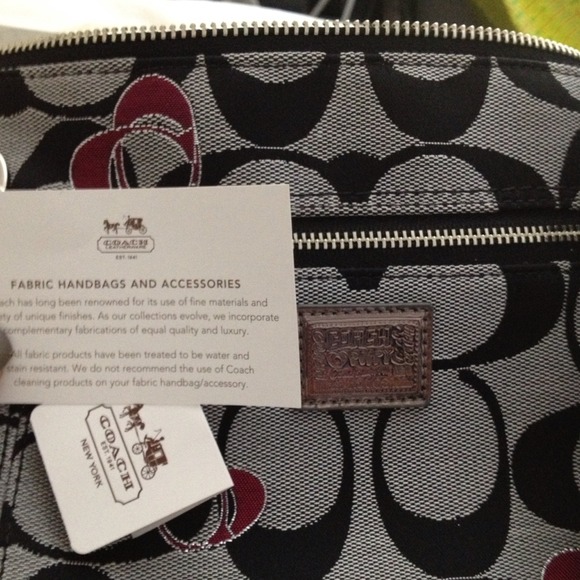 COACH
LEATHERWARE
EST. 1941
FABRIC HANDBAGS AND ACCESSORIES
has long been renowned for its use of fine materials and
of unique finishes. As our collections evolve, we incorporate
complementary fabrications of equal quality and luxury.
All fabric products have been treated to be water and
stain resistant. We do not recommend the use of Coach
cleaning products on your fabric handbag/accessory.
COACH
EST. 1941
NEW YORK